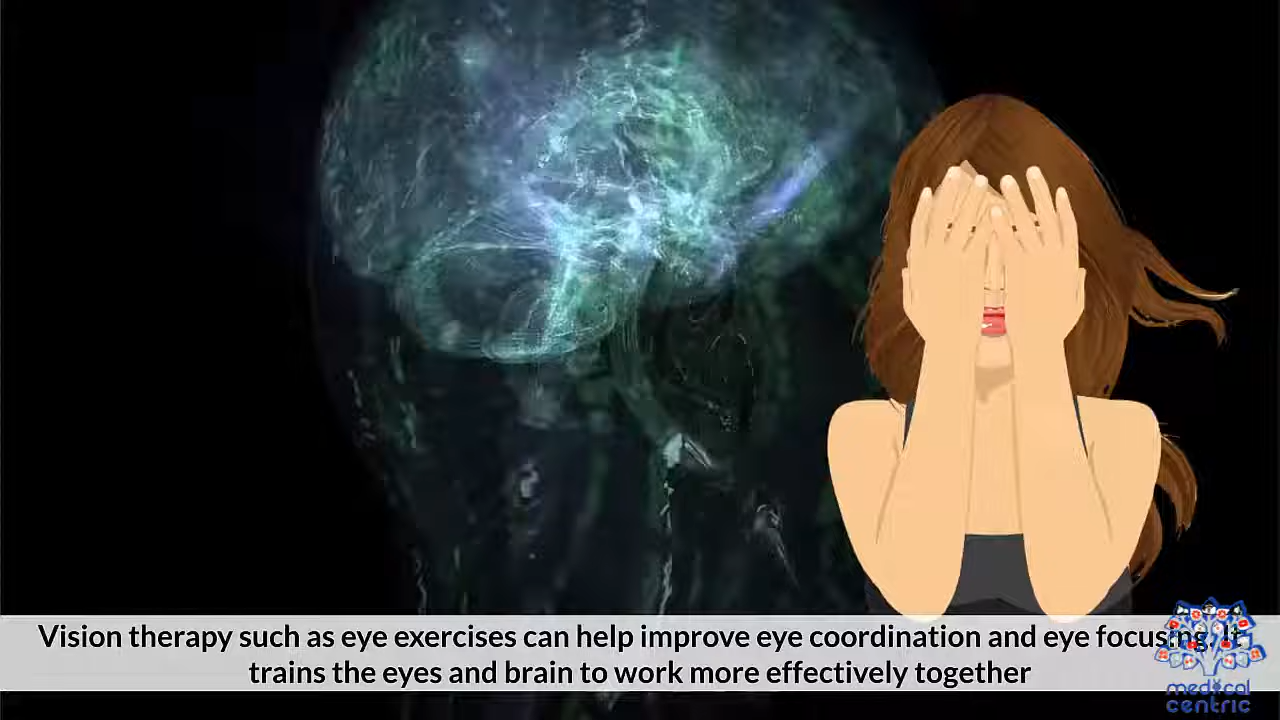 Vision therapy such as eye exercises can help improve eye coordination and eye focusing. It
trains the eyes and brain to work more effectively together
medical
centric